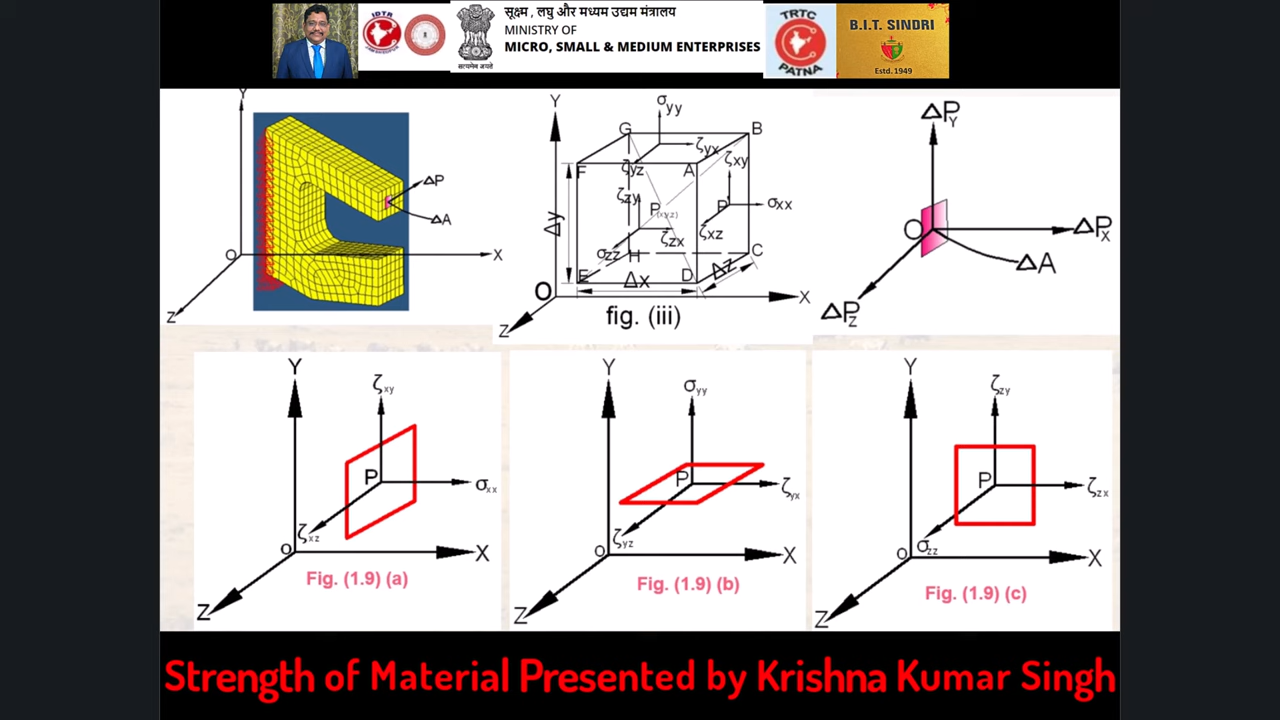 IDTR
सूक्ष्म , लघु और मध्यम उद्यम मंत्रालय
MINISTRY OF
MICRO, SMALL & MEDIUM ENTERPRISES
सत्यमेव जयते
TRTC
PATNA
B.I.T. SINDRI
Estd. 1949
Y
ΔP
ΔA
O
X
Z
Y
σyy
G
B
ζyx
ζyz
ζxy
F
A
ζzy
P(xyz)
P
σxx
Δy
ζzx
ζxz
σzz
H
C
E
D
Δz
Δx
O
X
Z
fig. (iii)
ΔPY
O
ΔPX
ΔA
ΔPZ
Y
ζxy
P
σxx
ζxz
O
X
Z
Fig. (1.9) (a)
Y
σyy
P
ζyx
ζyz
O
X
Z
Fig. (1.9) (b)
Y
ζzy
P
ζzx
σzz
O
X
Z
Fig. (1.9) (c)
Strength of Material Presented by Krishna Kumar Singh